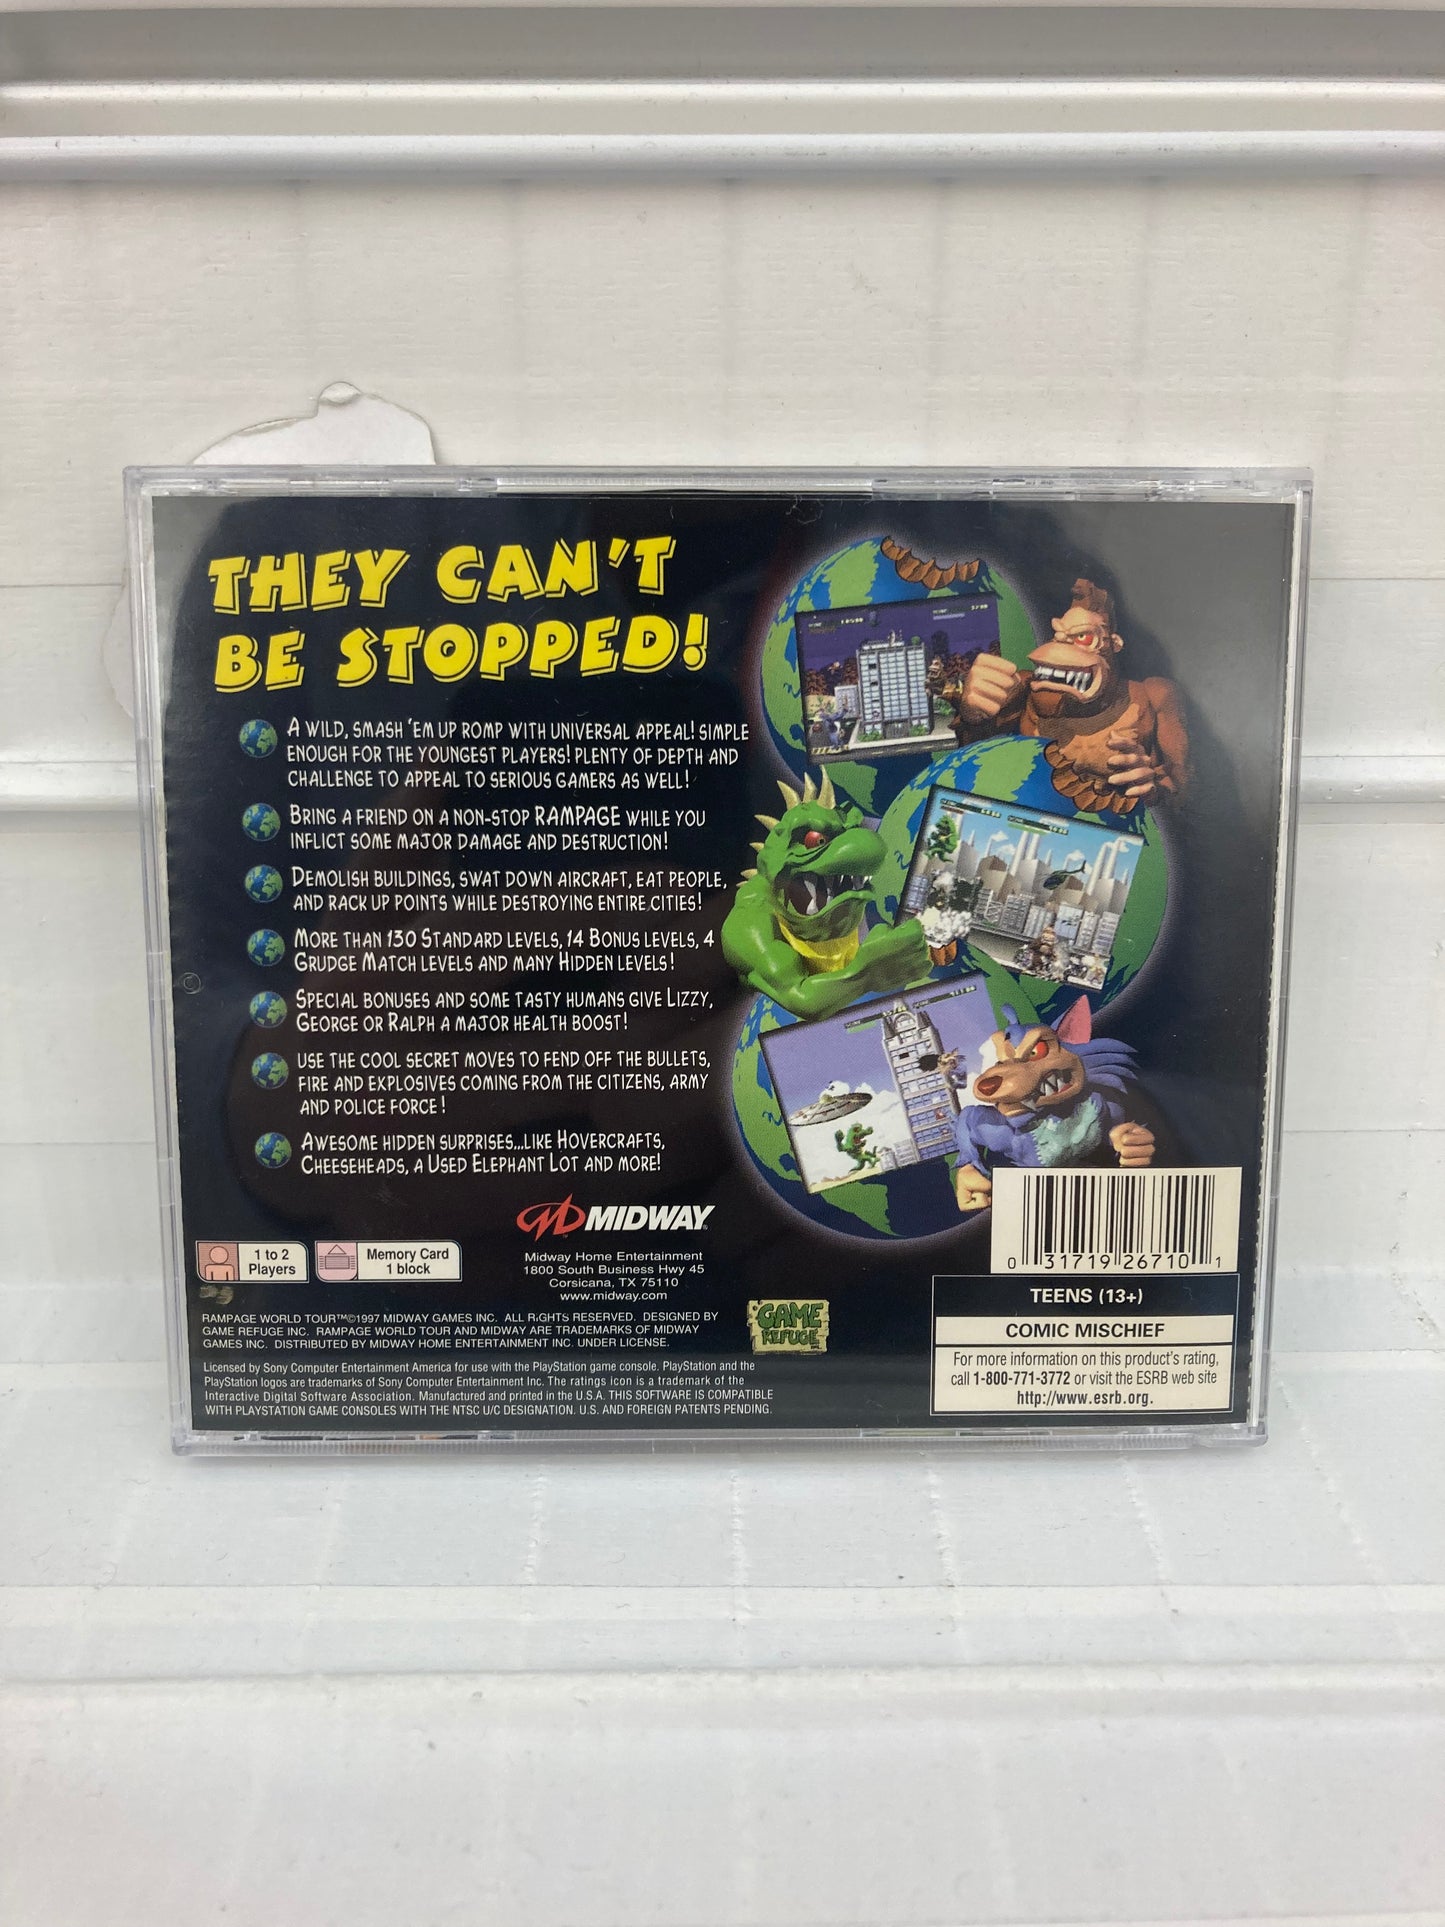 THEY CAN'T
BE STOPPED!
A WILD, SMASH 'EM UP ROMP WITH UNIVERSAL APPEAL! SIMPLE
ENOUGH FOR THE YOUNGEST PLAYERS! PLENTY OF DEPTH AND
CHALLENGE TO APPEAL TO SERIOUS GAMERS AS WELL!
BRING A FRIEND ON A NON-STOP RAMPAGE WHILE YOU
INFLICT SOME MAJOR DAMAGE AND DESTRUCTION!
DEMOLISH BUILDINGS, SWAT DOWN AIRCRAFT, EAT PEOPLE,
AND RACK UP POINTS WHILE DESTROYING ENTIRE CITIES!
MORE THAN 130 STANDARD LEVELS, 14 BONUS LEVELS, 4
GRUDGE MATCH LEVELS AND MANY HIDDEN LEVELS!
SPECIAL BONUSES AND SOME TASTY HUMANS GIVE LIZZY,
GEORGE OR RALPH A MAJOR HEALTH BOOST!
USE THE COOL SECRET MOVES TO FEND OFF THE BULLETS,
FIRE AND EXPLOSIVES COMING FROM THE CITIZENS, ARMY
AND POLICE FORCE!
AWESOME HIDDEN SURPRISES...LIKE HOVERCRAFTS,
CHEESEHEADS, A USED ELEPHANT LOT AND MORE!
MIDWAY®
1 to 2
Players
Memory Card
1 block
Midway Home Entertainment
1800 South Business Hwy 45
Corsicana, TX 75110
www.midway.com
RAMPAGE WORLD TOUR™©1997 MIDWAY GAMES INC. ALL RIGHTS RESERVED. DESIGNED BY
GAME REFUGE INC. RAMPAGE WORLD TOUR AND MIDWAY ARE TRADEMARKS OF MIDWAY
GAMES INC. DISTRIBUTED BY MIDWAY HOME ENTERTAINMENT INC. UNDER LICENSE.
GAME
REFUGE
Licensed by Sony Computer Entertainment America for use with the PlayStation game console. PlayStation and the
PlayStation logos are trademarks of Sony Computer Entertainment Inc. The ratings icon is a trademark of the
Interactive Digital Software Association. Manufactured and printed in the U.S.A. THIS SOFTWARE IS COMPATIBLE
WITH PLAYSTATION GAME CONSOLES WITH THE NTSC U/C DESIGNATION. U.S. AND FOREIGN PATENTS PENDING.
0 31719 26710 1
TEENS (13+)
COMIC MISCHIEF
For more information on this product's rating,
call 1-800-771-3772 or visit the ESRB web site
http://www.esrb.org.